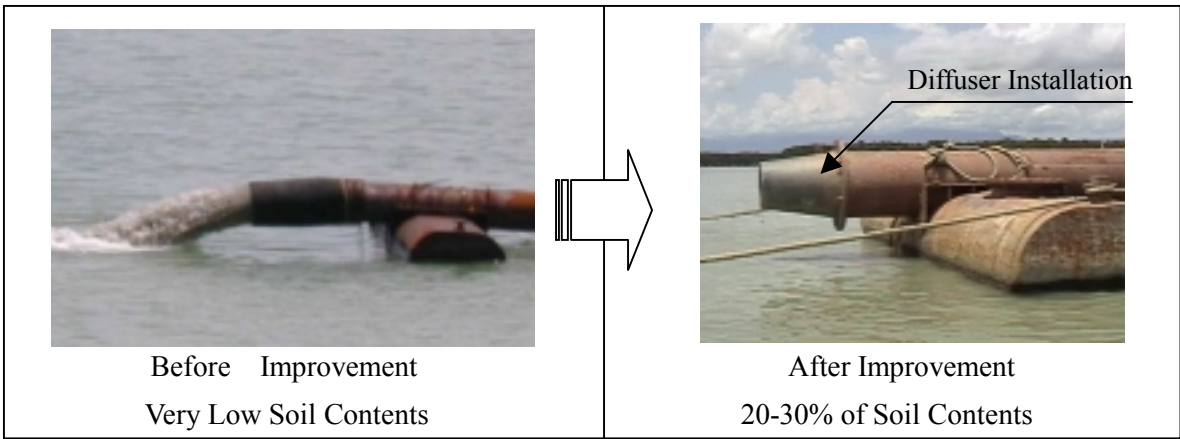 Diffuser Installation
Before Improvement
Very Low Soil Contents
After Improvement
20-30% of Soil Contents